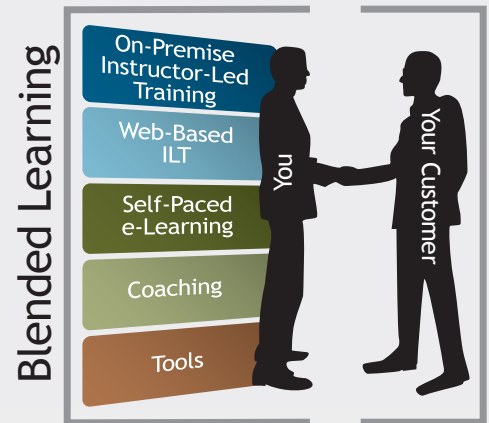 Blended Learning
On-Premise
Instructor-Led
Training
Web-Based
ILT
Self-Paced
e-Learning
Coaching
Tools
You
Your Customer